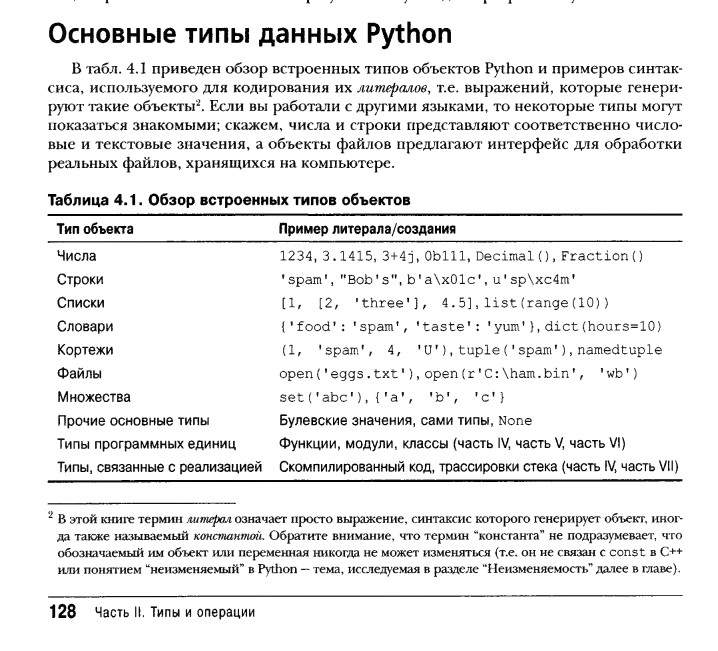 Основные типы данных Python
В табл. 4.1 приведен обзор встроенных типов объектов Python и примеров синтак-
сиса, используемого для кодирования их литералов, т.е. выражений, которые генери-
руют такие объекты². Если вы работали с другими языками, то некоторые типы могут
показаться знакомыми; скажем, числа и строки представляют соответственно число-
вые и текстовые значения, а объекты файлов предлагают интерфейс для обработки
реальных файлов, хранящихся на компьютере.
Таблица 4.1. Обзор встроенных типов объектов
Тип объекта Пример литерала/создания
Числа 1234, 3.1415, 3+4j, 0b111, Decimal(), Fraction()
Строки 'spam', "Bob's", b'a\x01c', u'sp\xc4m'
Списки [1, [2, 'three'], 4.5], list(range(10))
Словари {'food': 'spam', 'taste': 'yum'}, dict(hours=10)
Кортежи (1, 'spam', 4, 'U'), tuple('spam'), namedtuple
Файлы open('eggs.txt'), open(r'C:\ham.bin', 'wb')
Множества set('abc'), {'a', 'b', 'c'}
Прочие основные типы Булевские значения, сами типы, None
Типы программных единиц Функции, модули, классы (часть IV, часть V, часть VI)
Типы, связанные с реализацией Скомпилированный код, трассировки стека (часть IV, часть VII)
² В этой книге термин литерал означает просто выражение, синтаксис которого генерирует объект, иног-
да также называемый константой. Обратите внимание, что термин "константа" не подразумевает, что
обозначаемый им объект или переменная никогда не может изменяться (т.е. он не связан с const в C++
или понятием "неизменяемый" в Python — тема, исследуемая в разделе "Неизменяемость" далее в главе).
128 Часть II. Типы и операции